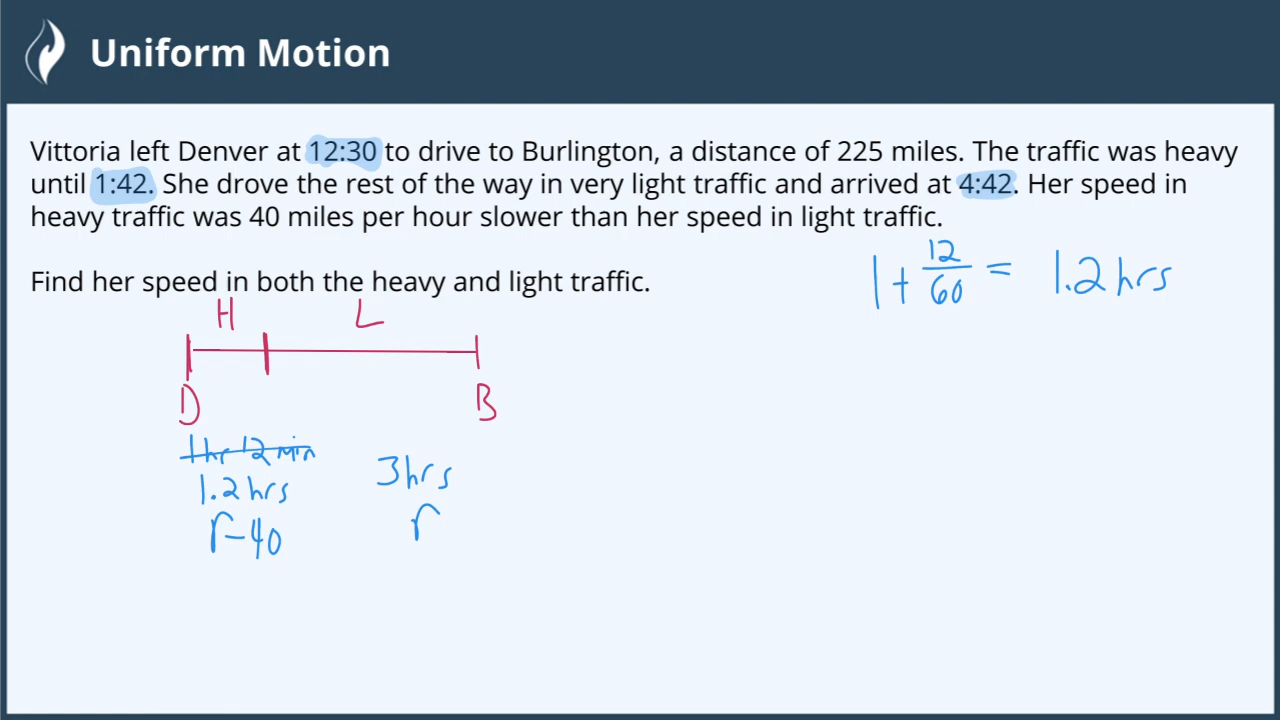 Uniform Motion
Vittoria left Denver at 12:30 to drive to Burlington, a distance of 225 miles. The traffic was heavy
until 1:42. She drove the rest of the way in very light traffic and arrived at 4:42. Her speed in
heavy traffic was 40 miles per hour slower than her speed in light traffic.
Find her speed in both the heavy and light traffic.
1 + 12/60 = 1.2 hrs
H L
D B
1 hr 12 min
1.2 hrs 3 hrs
r-40 r